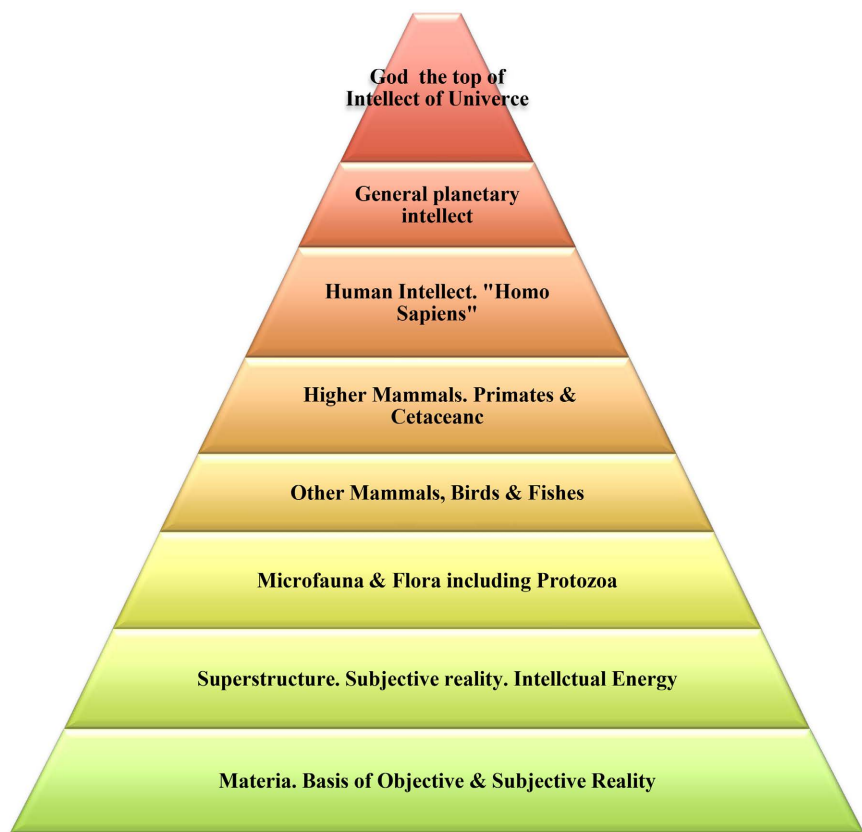 God the top of
Intellect of Univerce
General planetary
intellect
Human Intellect. "Homo
Sapiens"
Higher Mammals. Primates &
Cetaceanc
Other Mammals, Birds & Fishes
Microfauna & Flora including Protozoa
Superstructure. Subjective reality. Intellctual Energy
Materia. Basis of Objective & Subjective Reality